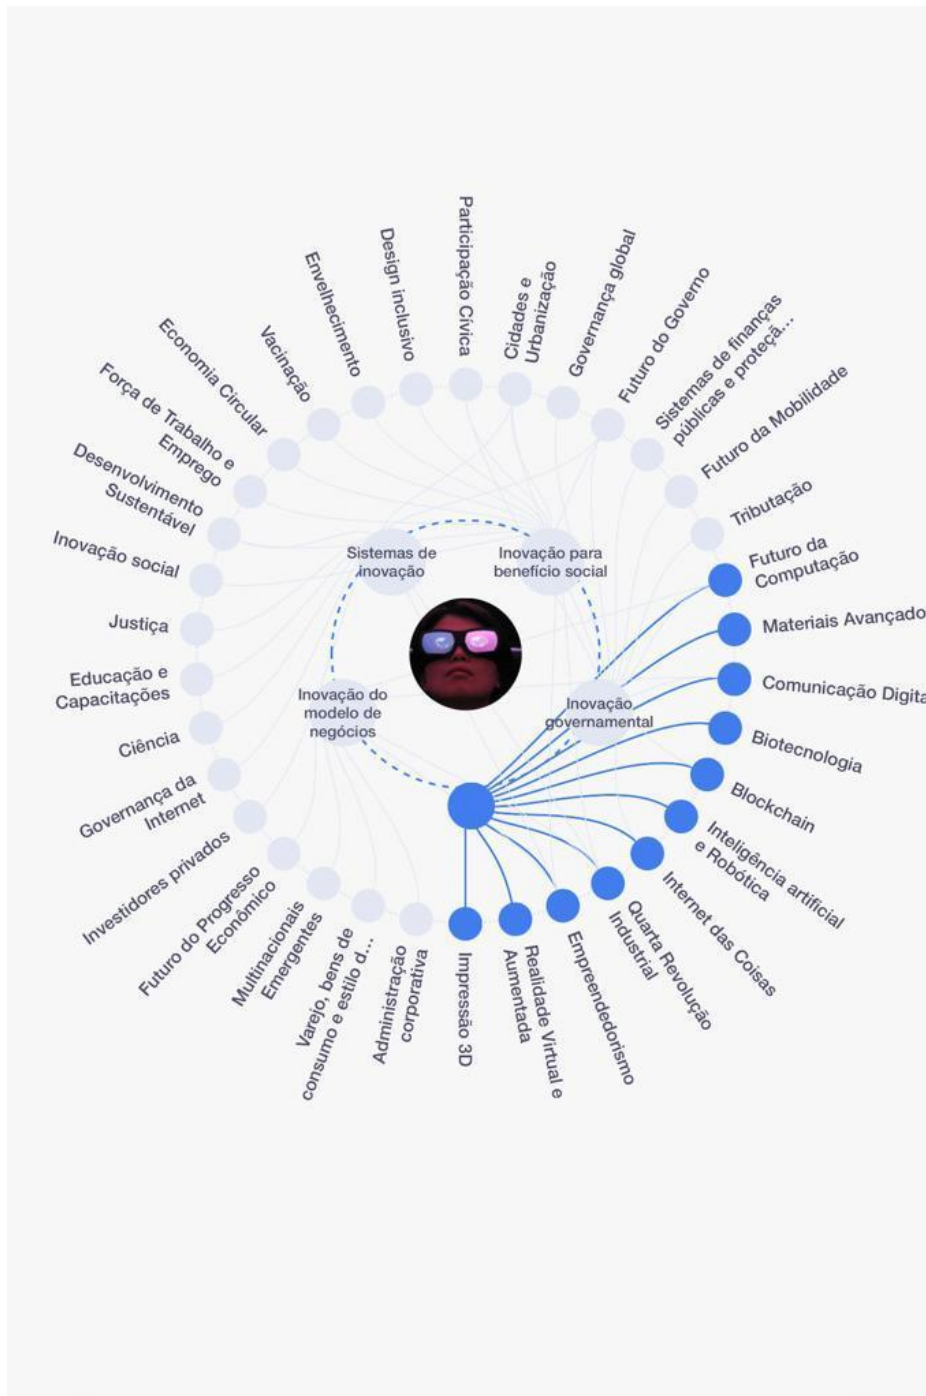 Participação Cívica
Cidades e
Urbanização
Governança global
Futuro do Governo
Sistemas de finanças
públicas e proteçã...
Futuro da Mobilidade
Tributação
Futuro da
Computação
Materiais Avançado
Comunicação Digita
Biotecnologia
Blockchain
Inteligência artificial
e Robótica
Internet das Coisas
Quarta Revolução
Industrial
Empreendedorismo
Realidade Virtual e
Aumentada
Impressão 3D
Administração
corporativa
Varejo, bens de
consumo e estilo d...
Multinacionais
Emergentes
Futuro do Progresso
Econômico
Investidores privados
Governança da
Internet
Ciência
Educação e
Capacitações
Justiça
Inovação social
Desenvolvimento
Sustentável
Força de Trabalho e
Emprego
Economia Circular
Vacinação
Envelhecimento
Design inclusivo
Sistemas de
inovação
Inovação para
benefício social
Inovação do
modelo de
negócios
Inovação
governamental